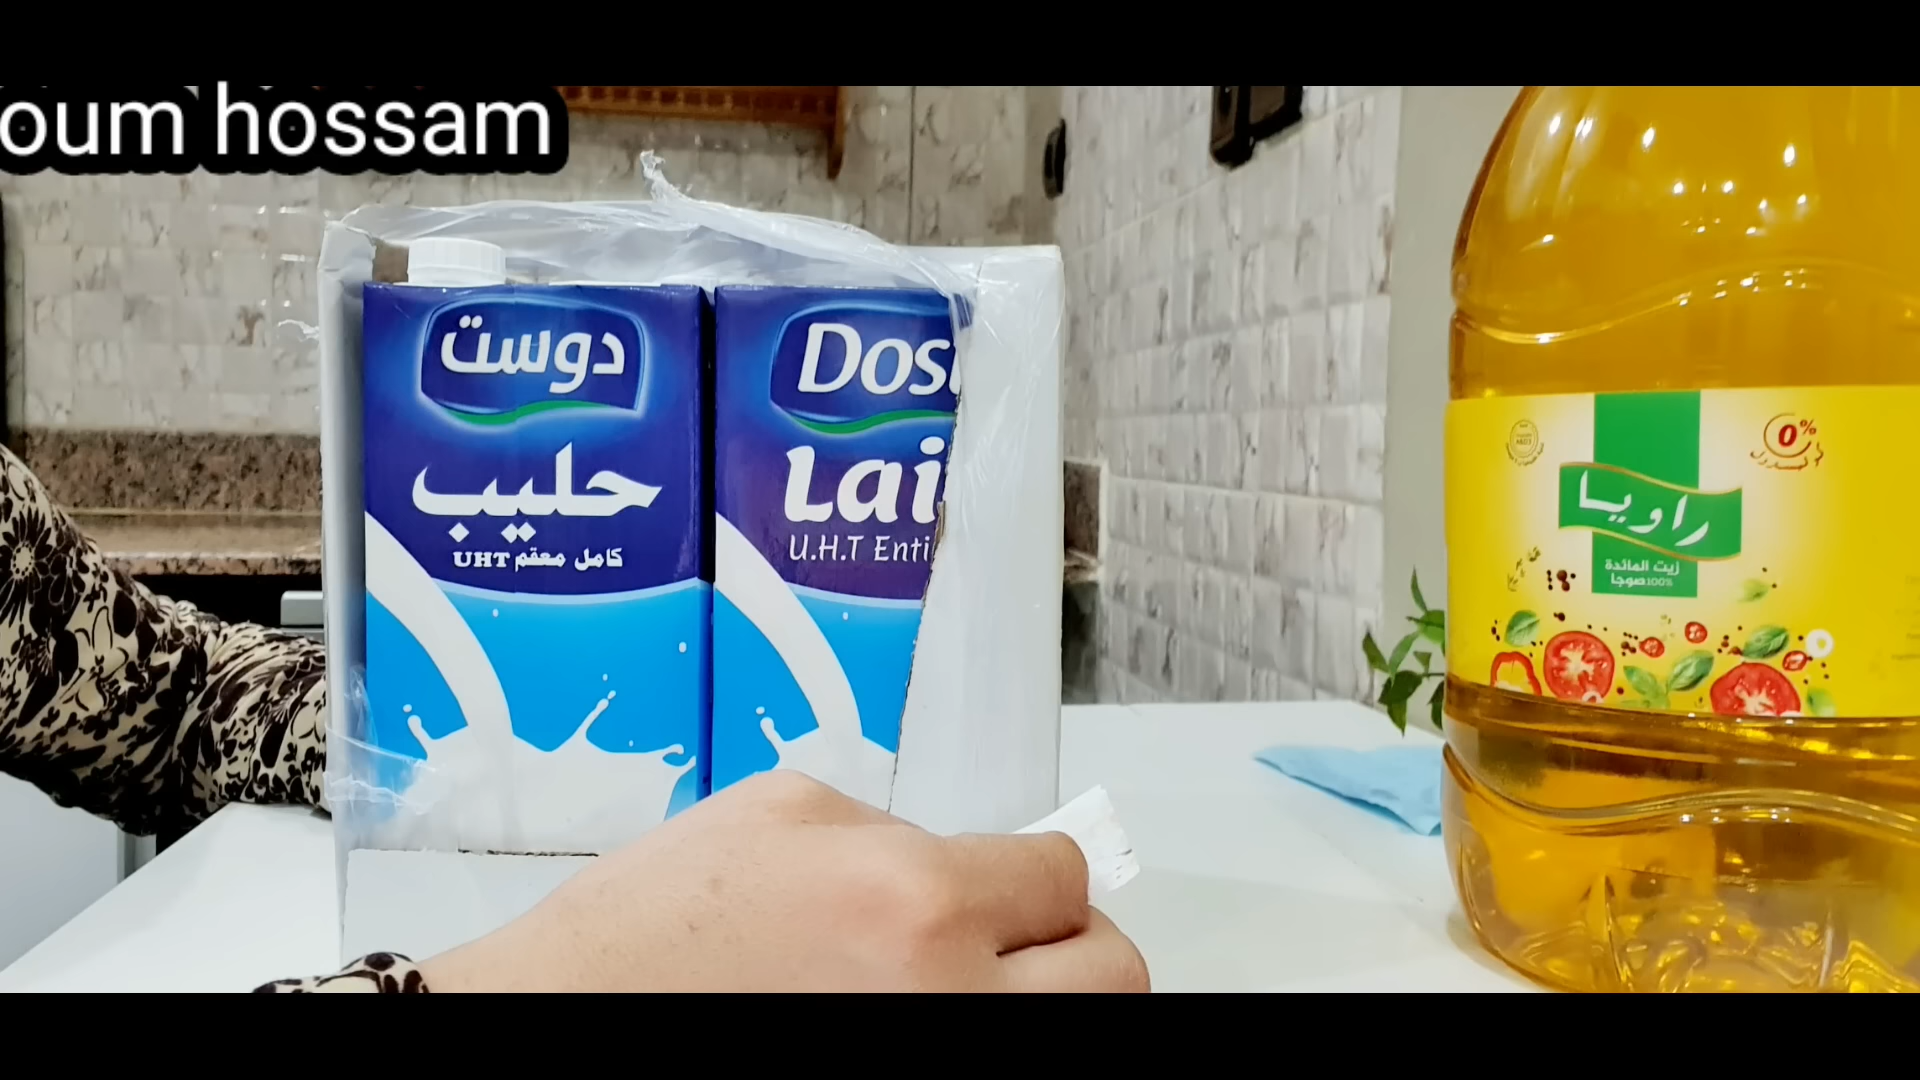 oum hossam
دوست
حليب
كامل معقم UHT
Dos
Lai
U.H.T Enti
0%
راويا
زيت المائدة
100% صوجا